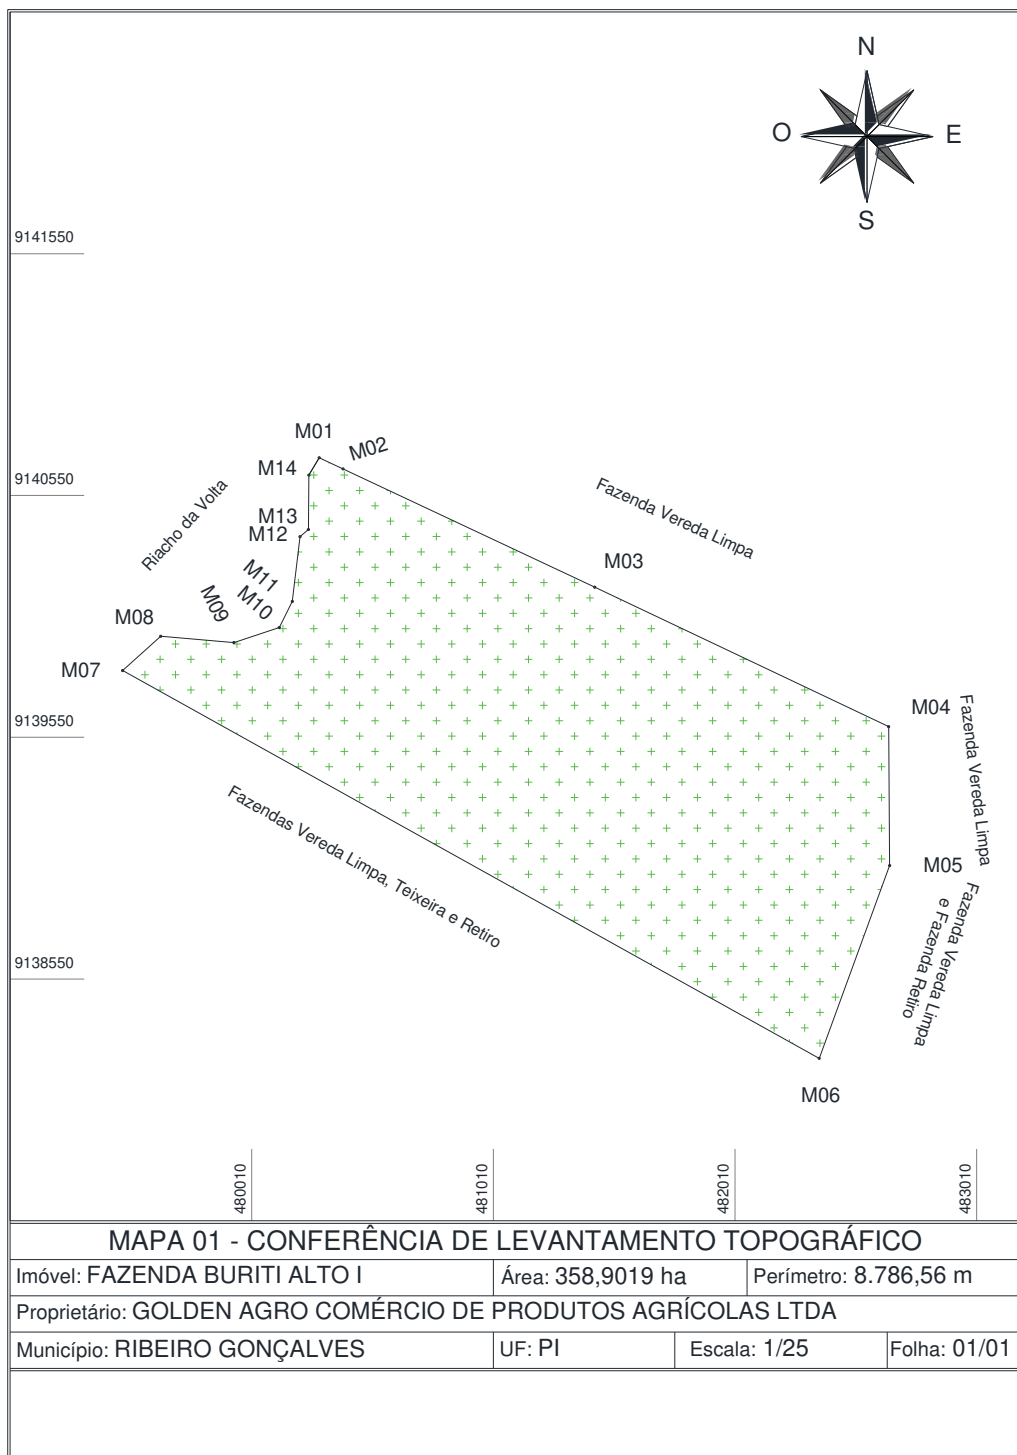 N
O
E
S
9141550
M01
M02
M14
9140550
Riacho da Volta
Fazenda Vereda Limpa
M13
M12
M03
M11
M10
M09
M08
M07
M04
Fazenda Vereda Limpa
9139550
Fazendas Vereda Limpa, Teixeira e Retiro
M05
Fazenda Vereda Limpa
e Fazenda Retiro
9138550
M06
480010
481010
482010
483010
MAPA 01 - CONFERÊNCIA DE LEVANTAMENTO TOPOGRÁFICO
Imóvel: FAZENDA BURITI ALTO I
Área: 358,9019 ha
Perímetro: 8.786,56 m
Proprietário: GOLDEN AGRO COMÉRCIO DE PRODUTOS AGRÍCOLAS LTDA
Município: RIBEIRO GONÇALVES
UF: PI
Escala: 1/25
Folha: 01/01